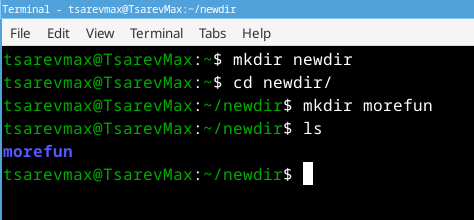 Terminal - tsarevmax@TsarevMax:~/newdir
File Edit View Terminal Tabs Help
tsarevmax@TsarevMax:~$ mkdir newdir
tsarevmax@TsarevMax:~$ cd newdir/
tsarevmax@TsarevMax:~/newdir$ mkdir morefun
tsarevmax@TsarevMax:~/newdir$ ls
morefun
tsarevmax@TsarevMax:~/newdir$